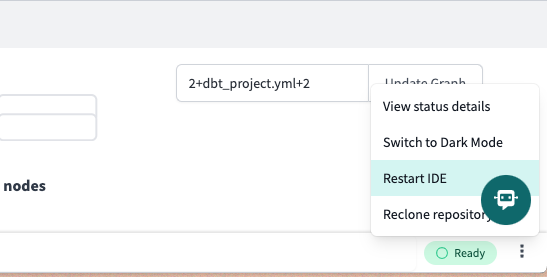 2+dbt_project.yml+2
Update Graph
View status details
Switch to Dark Mode
Restart IDE
nodes
Reclone repository
Ready